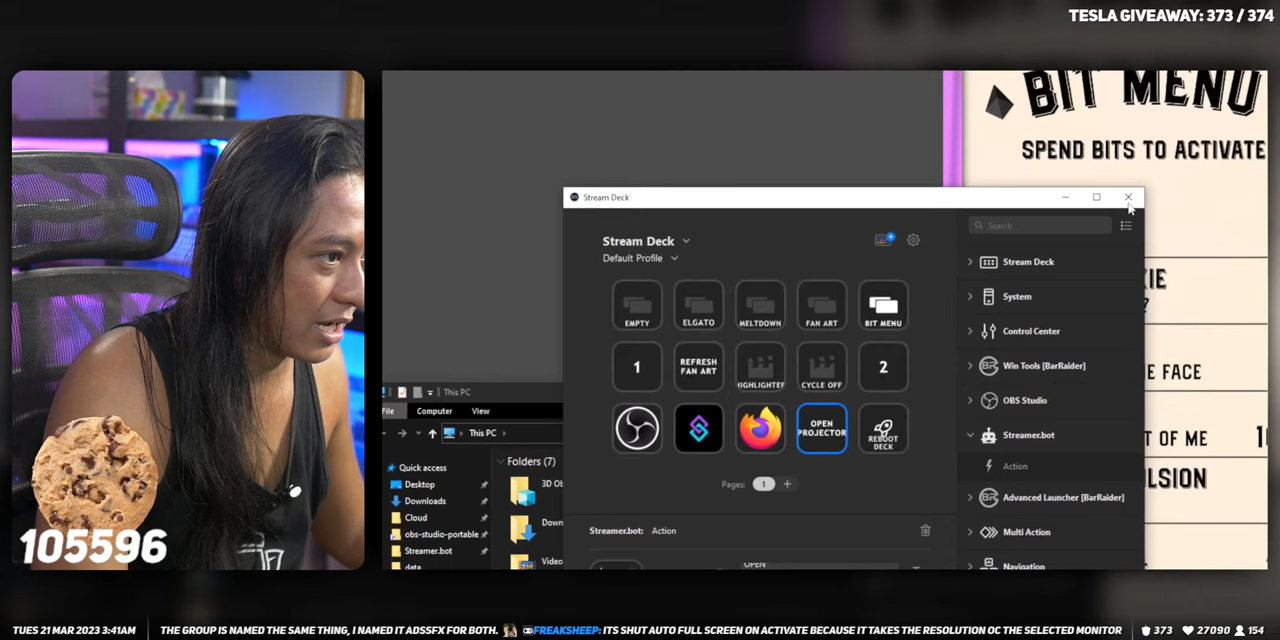 TESLA GIVEAWAY: 373 / 374
BIT MENU
SPEND BITS TO ACTIVATE
Stream Deck
Search
Stream Deck
Default Profile
Stream Deck
System
Control Center
Win Tools [BarRaider]
OBS Studio
Streamer.bot
Action
Advanced Launcher [BarRaider]
Multi Action
Navigation
EMPTY
ELGATO
MELTDOWN
FAN ART
BIT MENU
1
REFRESH
FAN ART
HIGHLIGHTER
CYCLE OFF
2
OPEN
PROJECTOR
REBOOT
DECK
Pages:
1
Streamer.bot: Action
OPEN
KIE
?
E FACE
T OF ME
LSION
This PC
File
Computer
View
This PC
Quick access
Desktop
Downloads
Cloud
obs-studio-portable
Streamer.bot
data
Folders (7)
3D Ob
Down
Video
105596
TUES 21 MAR 2023 3:41AM
THE GROUP IS NAMED THE SAME THING, I NAMED IT ADSSFX FOR BOTH.
FREAKSHEEP: ITS SHUT AUTO FULL SCREEN ON ACTIVATE BECAUSE IT TAKES THE RESOLUTION OC THE SELECTED MONITOR
373
27090
154